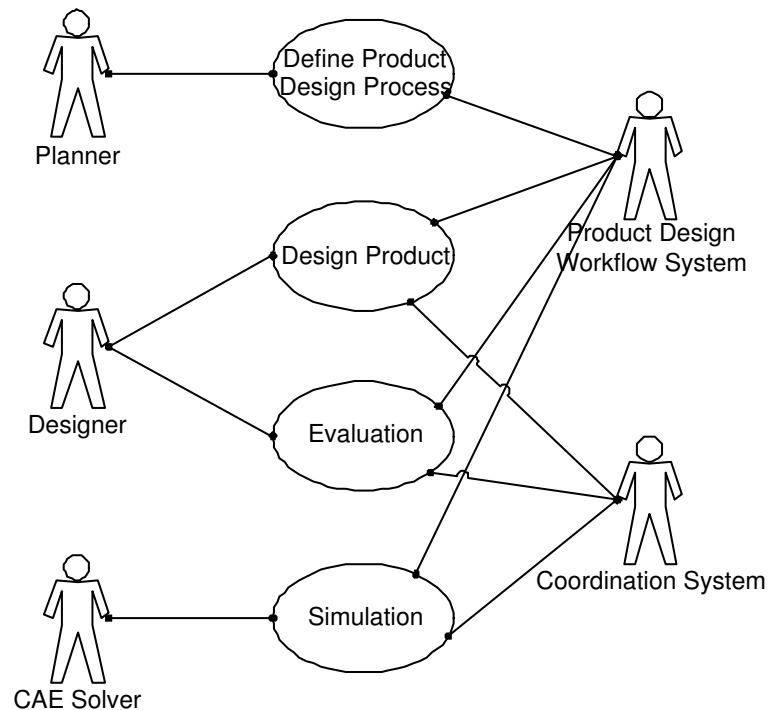 Define Product
Design Process
Planner
Design Product
Product Design
Workflow System
Designer
Evaluation
Coordination System
Simulation
CAE Solver